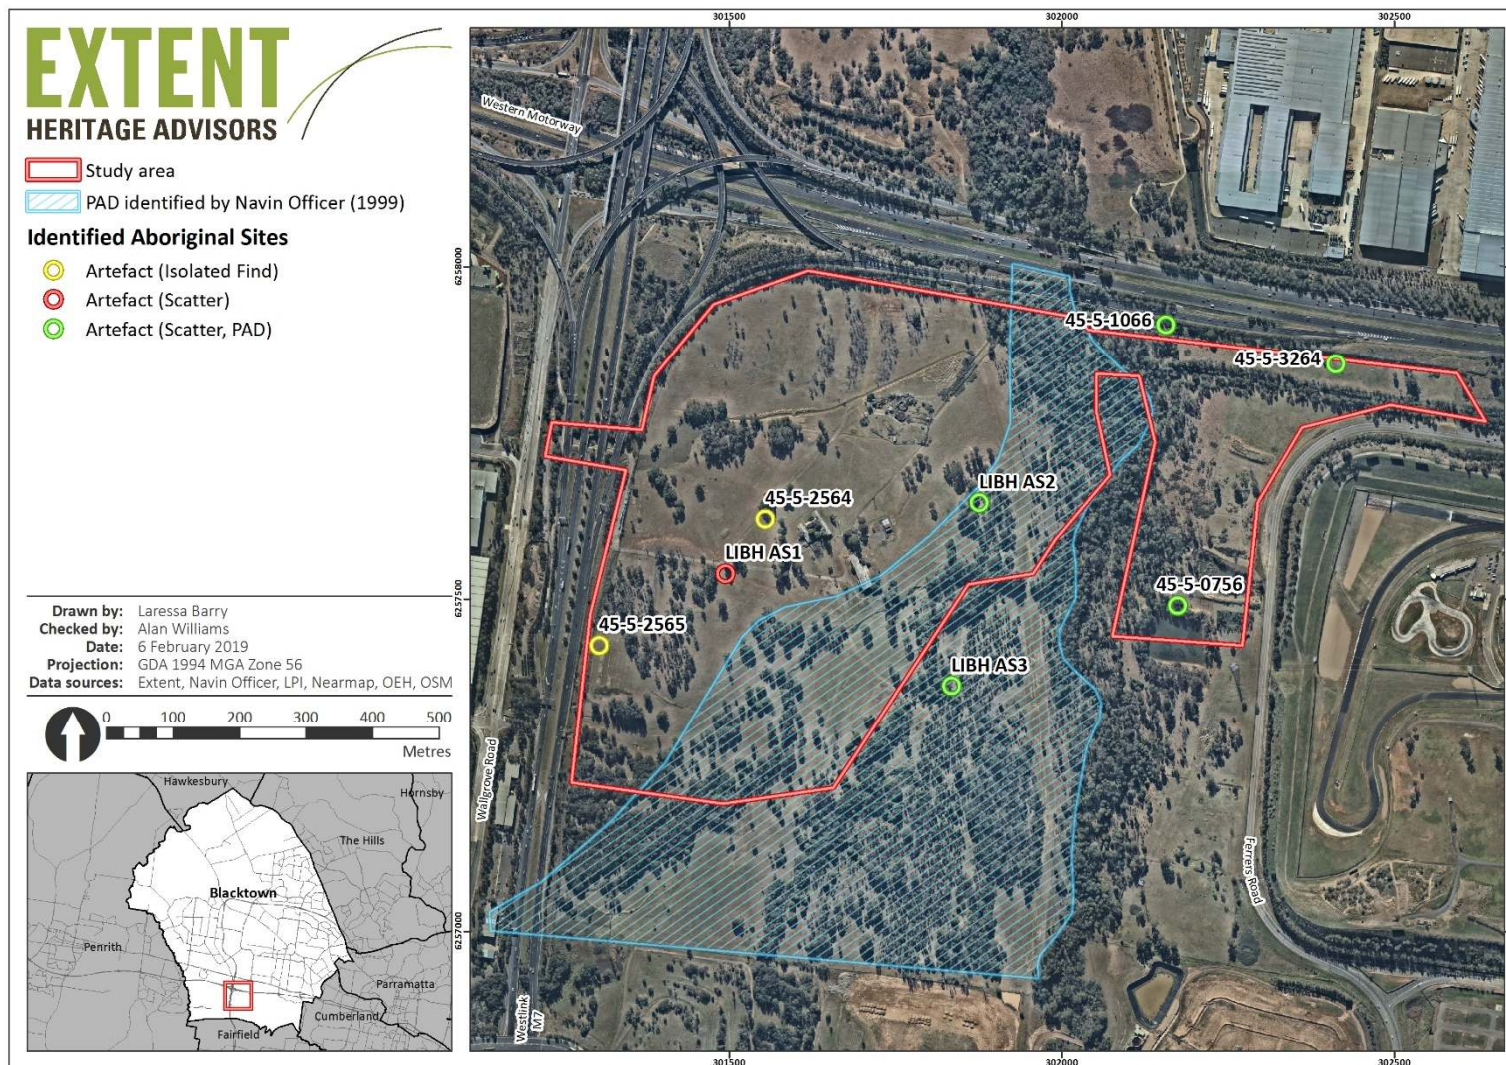 EXTENT
HERITAGE ADVISORS
Study area
PAD identified by Navin Officer (1999)
Identified Aboriginal Sites
Artefact (Isolated Find)
Artefact (Scatter)
Artefact (Scatter, PAD)
Drawn by: Laressa Barry
Checked by: Alan Williams
Date: 6 February 2019
Projection: GDA 1994 MGA Zone 56
Data sources: Extent, Navin Officer, LPI, Nearmap, OEH, OSM
0 100 200 300 400 500
Metres
Hawkesbury
Hornsby
The Hills
Blacktown
Penrith
Parramatta
Cumberland
Fairfield
301500 302000 302500
Western Motorway
6258000
45-5-1066
45-5-3264
45-5-2564
LIBH AS2
LIBH AS1
45-5-0756
6257500
45-5-2565
LIBH AS3
Wallgrove Road
Ferrers Road
6257000
Westlink
M7
301500 302000 302500